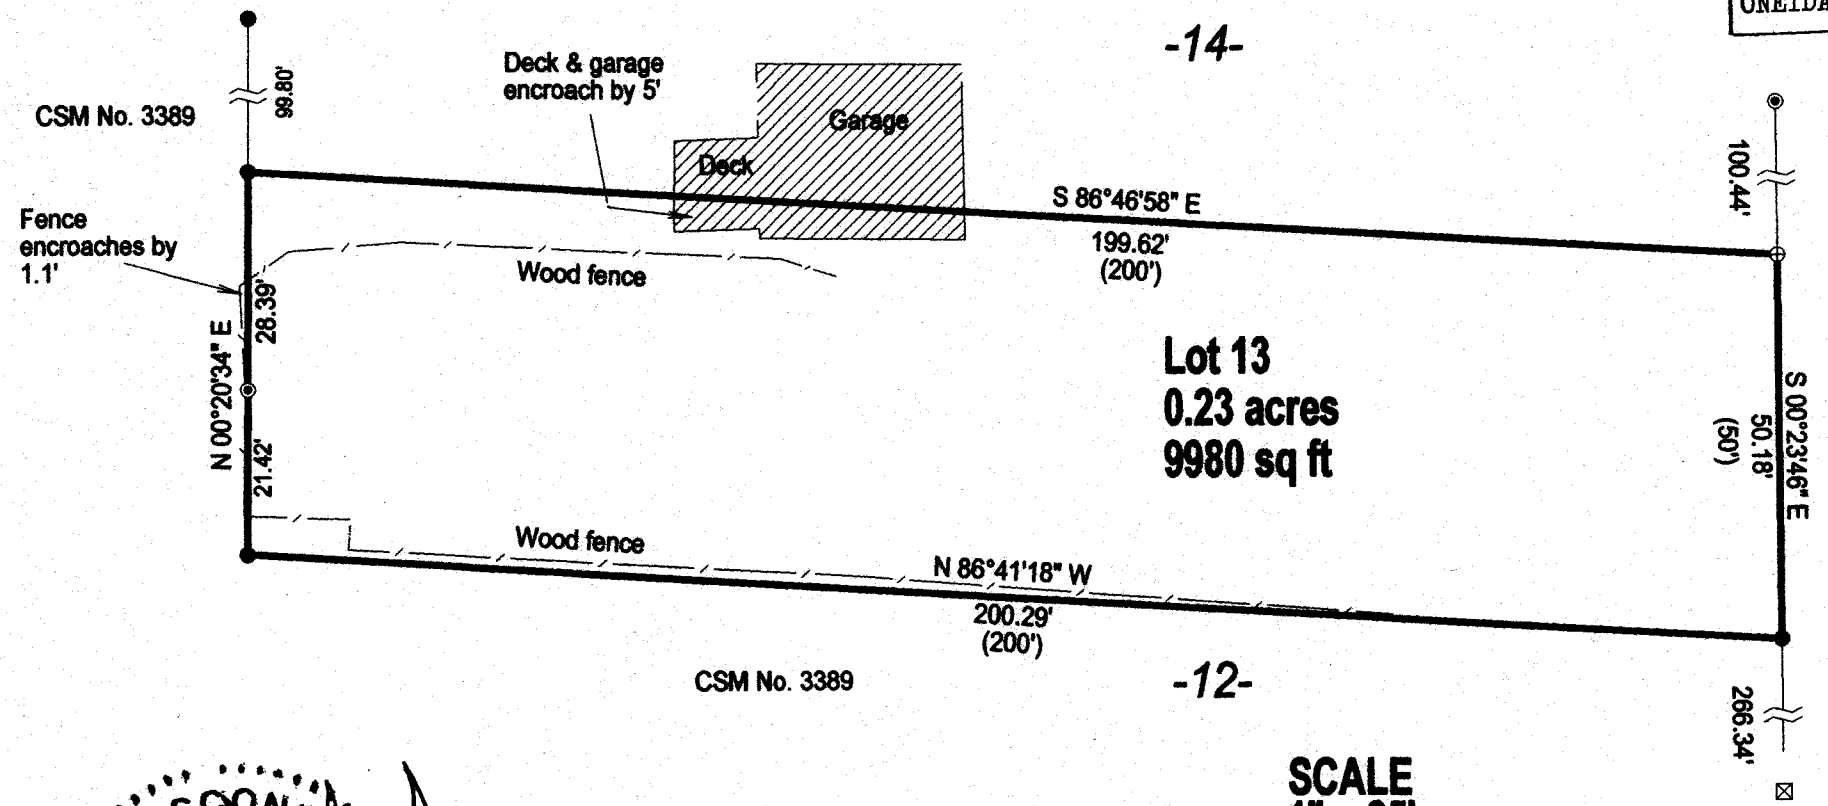 ONEIDA
-14-
99.80'
Deck & garage
encroach by 5'
CSM No. 3389
Garage
Deck
100.44'
S 86°46'58" E
199.62'
(200')
Fence
encroaches by
1.1'
Wood fence
28.39'
N 00°20'34" E
21.42'
Lot 13
0.23 acres
9980 sq ft
S 00°23'46" E
50.18'
(50')
Wood fence
N 86°41'18" W
200.29'
(200')
CSM No. 3389
-12-
266.34'
SCALE